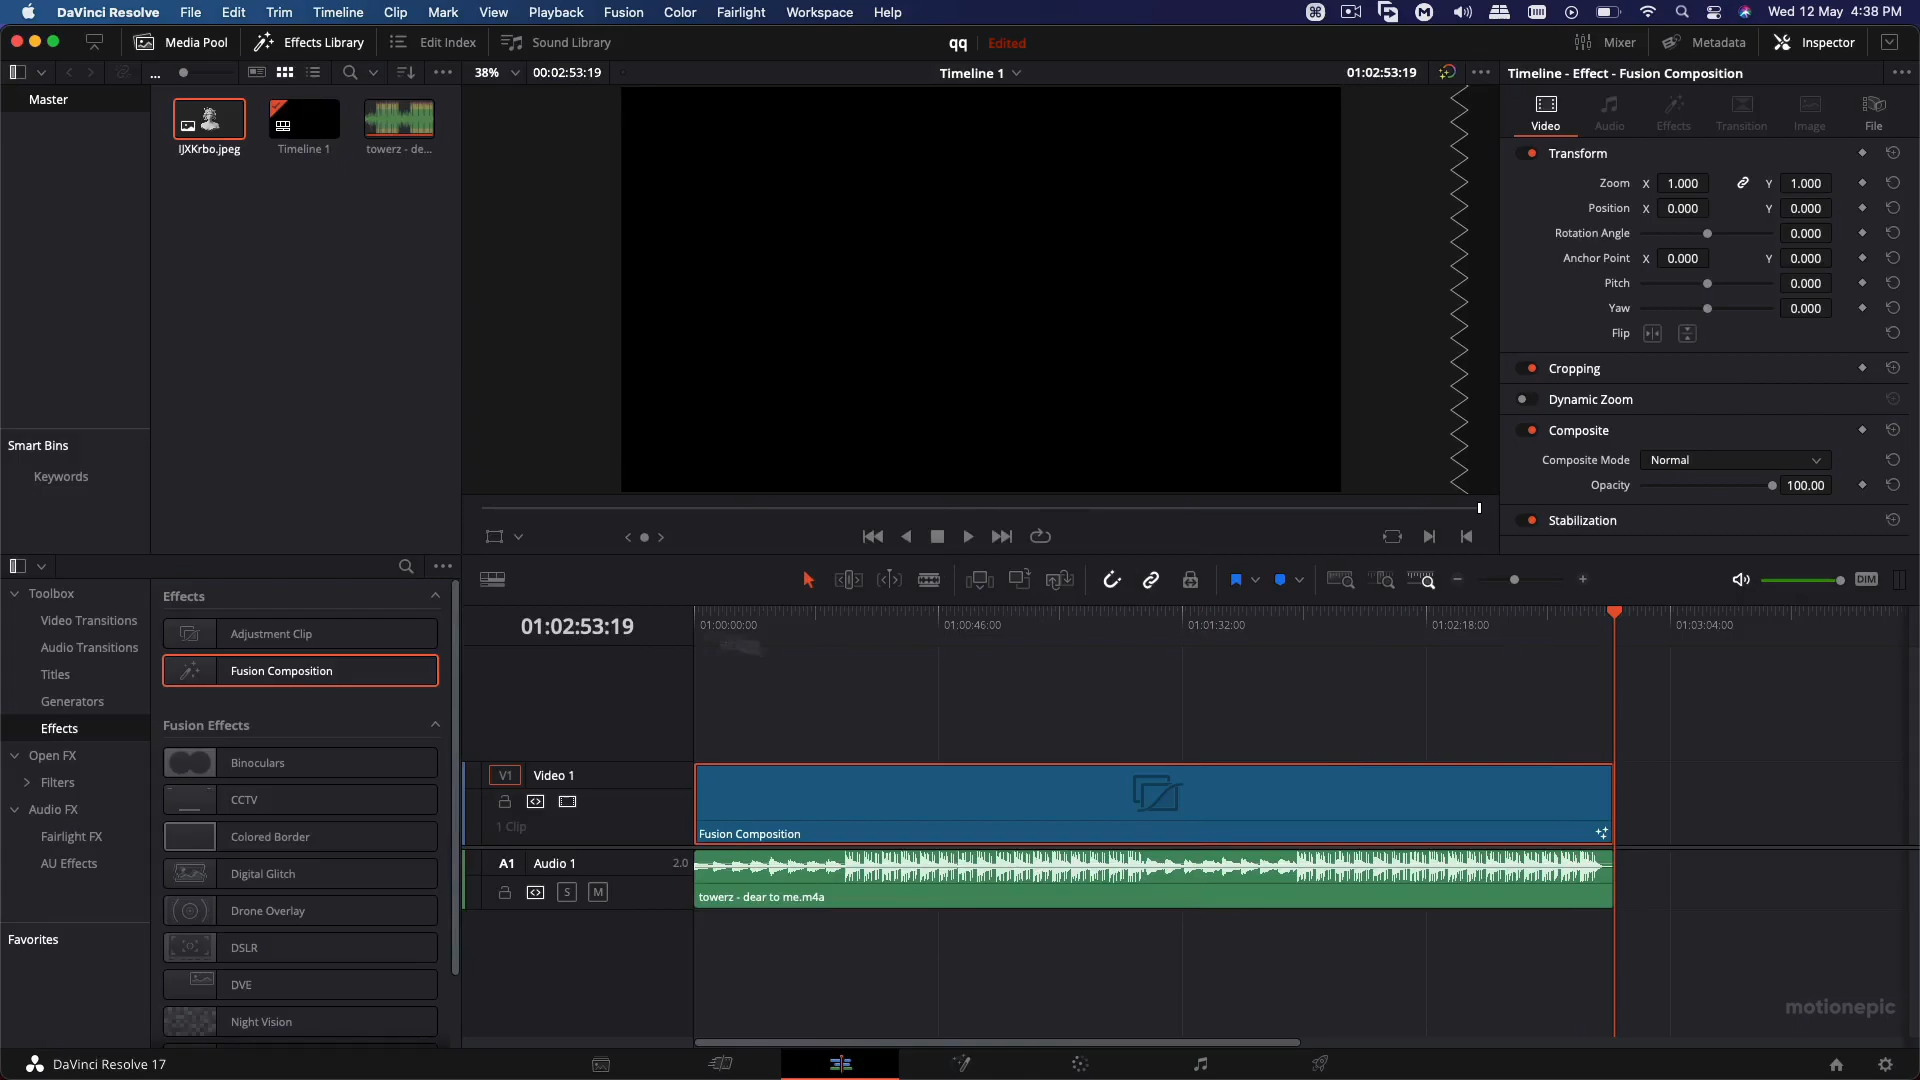 DaVinci Resolve File Edit Trim Timeline Clip Mark View Playback Fusion Color Fairlight Workspace Help Wed 12 May 4:38 PM
Media Pool Effects Library Edit Index Sound Library qq Edited Mixer Metadata Inspector
... 38% 00:02:53:19 Timeline 1 01:02:53:19 Timeline - Effect - Fusion Composition
Master
IJXKrbo.jpeg Timeline 1 towerz - de...
Video Audio Effects Transition Image File
Transform
Zoom X 1.000 Y 1.000
Position X 0.000 Y 0.000
Rotation Angle 0.000
Anchor Point X 0.000 Y 0.000
Pitch 0.000
Yaw 0.000
Flip
Cropping
Dynamic Zoom
Composite
Composite Mode Normal
Opacity 100.00
Stabilization
Smart Bins
Keywords
Toolbox
Video Transitions
Audio Transitions
Titles
Generators
Effects
Open FX
Filters
Audio FX
Fairlight FX
AU Effects
Favorites
Effects
Adjustment Clip
Fusion Composition
Fusion Effects
Binoculars
CCTV
Colored Border
Digital Glitch
Drone Overlay
DSLR
DVE
Night Vision
DIM
01:02:53:19
01:00:00:00 01:00:46:00 01:01:32:00 01:02:18:00 01:03:04:00
V1 Video 1
1 Clip
Fusion Composition
A1 Audio 1 2.0
S M
towerz - dear to me.m4a
motionepic
DaVinci Resolve 17